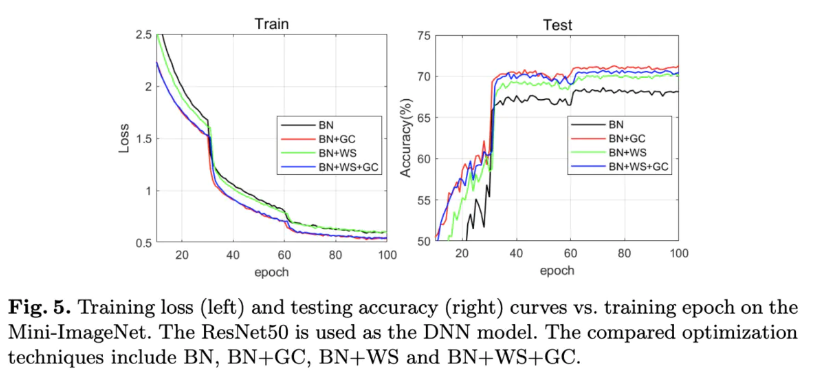 Train
2.5
2
1.5
1
0.5
Loss
20
40
60
80
100
epoch
BN
BN+GC
BN+WS
BN+WS+GC
Test
75
70
65
60
55
50
Accuracy(%)
20
40
60
80
100
epoch
BN
BN+GC
BN+WS
BN+WS+GC
Fig. 5. Training loss (left) and testing accuracy (right) curves vs. training epoch on the
Mini-ImageNet. The ResNet50 is used as the DNN model. The compared optimization
techniques include BN, BN+GC, BN+WS and BN+WS+GC.